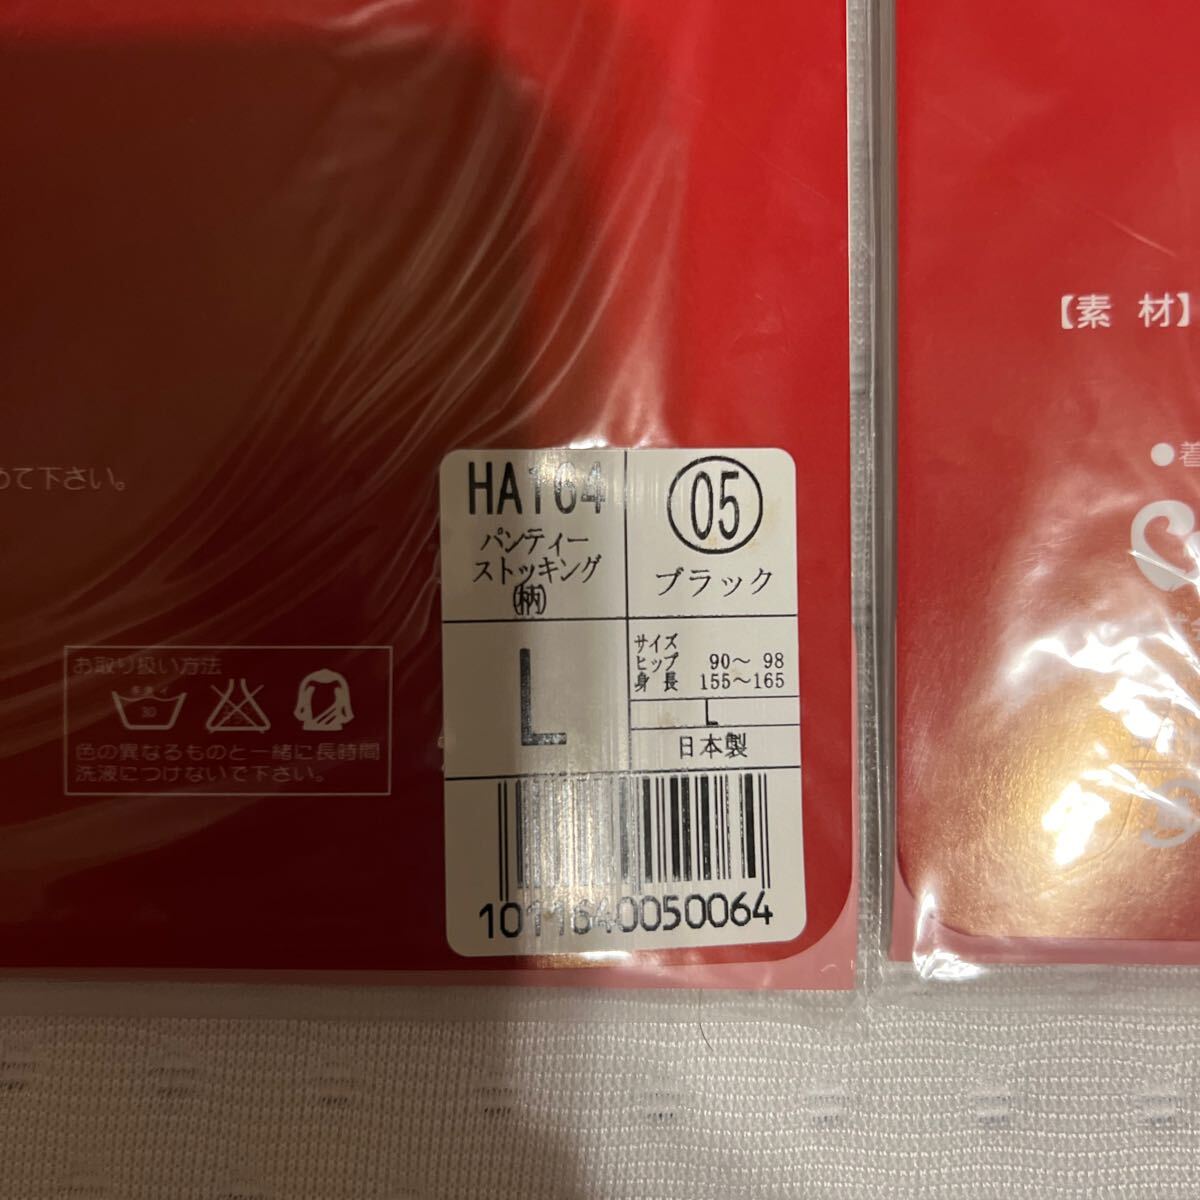 めて下さい。
お取り扱い方法
30
色の異なるものと一緒に長時間
洗液につけないで下さい。
HA164
パンティー
ストッキング
(柄)
05
ブラック
L
サイズ
ヒップ 90～98
身長 155～165
L
日本製
1011640050064
【素 材】
●着